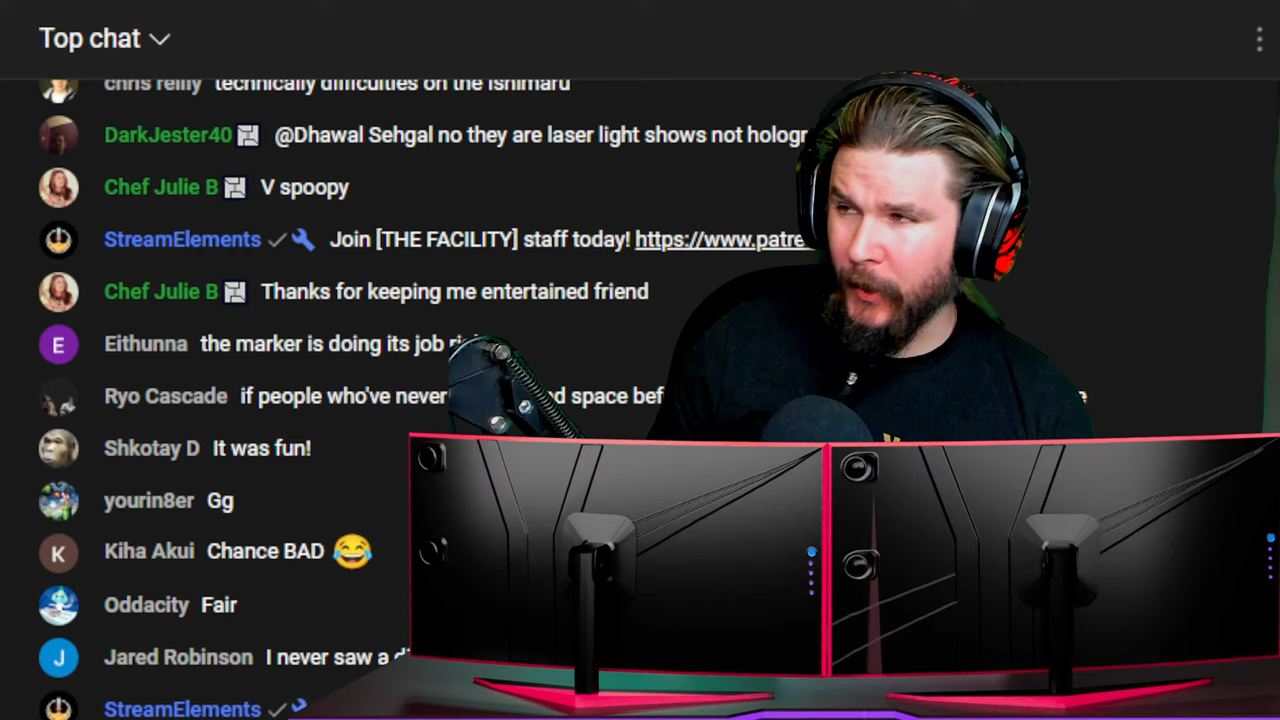 Top chat
chris reilly technically difficulties on the Ishimaru
DarkJester40 @Dhawal Sehgal no they are laser light shows not hologr
Chef Julie B V spoopy
StreamElements Join [THE FACILITY] staff today! https://www.patre
Chef Julie B Thanks for keeping me entertained friend
E Eithunna the marker is doing its job
Ryo Cascade if people who've never d space bef e
Shkotay D It was fun!
yourin8er Gg
K Kiha Akui Chance BAD 😂
Oddacity Fair
J Jared Robinson I never saw a
StreamElements